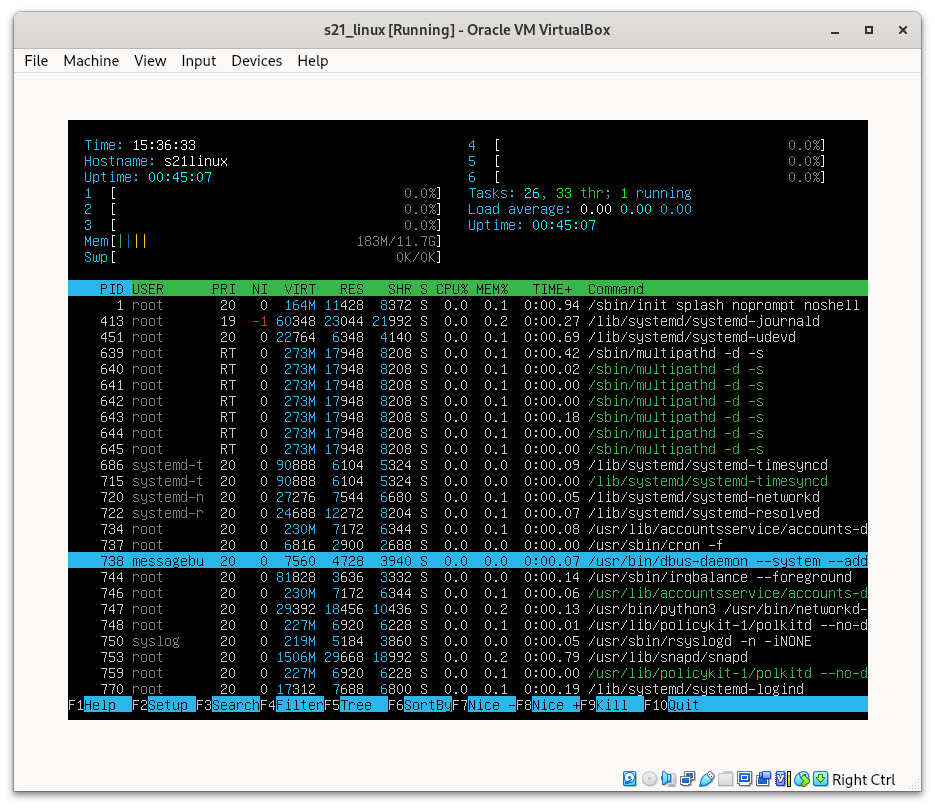 s21_linux [Running] - Oracle VM VirtualBox
File Machine View Input Devices Help
Time: 15:36:33
Hostname: s21linux
Uptime: 00:45:07
1 [ 0.0%]
2 [ 0.0%]
3 [ 0.0%]
Mem[|||| 183M/11.7G]
Swp[ 0K/0K]
4 [ 0.0%]
5 [ 0.0%]
6 [ 0.0%]
Tasks: 26, 33 thr; 1 running
Load average: 0.00 0.00 0.00
Uptime: 00:45:07
PID USER PRI NI VIRT RES SHR S CPU% MEM% TIME+ Command
1 root 20 0 164M 11428 8372 S 0.0 0.1 0:00.94 /sbin/init splash noprompt noshell
413 root 19 -1 60348 23044 21992 S 0.0 0.2 0:00.27 /lib/systemd/systemd-journald
451 root 20 0 22764 6348 4140 S 0.0 0.1 0:00.69 /lib/systemd/systemd-udevd
639 root RT 0 273M 17948 8208 S 0.0 0.1 0:00.42 /sbin/multipathd -d -s
640 root RT 0 273M 17948 8208 S 0.0 0.1 0:00.02 /sbin/multipathd -d -s
641 root RT 0 273M 17948 8208 S 0.0 0.1 0:00.00 /sbin/multipathd -d -s
642 root RT 0 273M 17948 8208 S 0.0 0.1 0:00.00 /sbin/multipathd -d -s
643 root RT 0 273M 17948 8208 S 0.0 0.1 0:00.18 /sbin/multipathd -d -s
644 root RT 0 273M 17948 8208 S 0.0 0.1 0:00.00 /sbin/multipathd -d -s
645 root RT 0 273M 17948 8208 S 0.0 0.1 0:00.00 /sbin/multipathd -d -s
686 systemd-t 20 0 90888 6104 5324 S 0.0 0.0 0:00.09 /lib/systemd/systemd-timesyncd
715 systemd-t 20 0 90888 6104 5324 S 0.0 0.0 0:00.00 /lib/systemd/systemd-timesyncd
720 systemd-n 20 0 27276 7544 6680 S 0.0 0.1 0:00.05 /lib/systemd/systemd-networkd
722 systemd-r 20 0 24688 12272 8204 S 0.0 0.1 0:00.07 /lib/systemd/systemd-resolved
734 root 20 0 230M 7172 6344 S 0.0 0.1 0:00.08 /usr/lib/accountsservice/accounts-d
737 root 20 0 6816 2900 2688 S 0.0 0.0 0:00.00 /usr/sbin/cron -f
738 messagebu 20 0 7560 4728 3940 S 0.0 0.0 0:00.07 /usr/bin/dbus-daemon --system --add
744 root 20 0 81828 3636 3332 S 0.0 0.0 0:00.14 /usr/sbin/irqbalance --foreground
746 root 20 0 230M 7172 6344 S 0.0 0.1 0:00.06 /usr/lib/accountsservice/accounts-d
747 root 20 0 29392 18456 10436 S 0.0 0.2 0:00.13 /usr/bin/python3 /usr/bin/networkd-
748 root 20 0 227M 6920 6228 S 0.0 0.1 0:00.01 /usr/lib/policykit-1/polkitd --no-d
750 syslog 20 0 219M 5184 3860 S 0.0 0.0 0:00.05 /usr/sbin/rsyslogd -n -iNONE
753 root 20 0 1506M 29668 18992 S 0.0 0.2 0:00.79 /usr/lib/snapd/snapd
759 root 20 0 227M 6920 6228 S 0.0 0.1 0:00.00 /usr/lib/policykit-1/polkitd --no-d
770 root 20 0 17312 7688 6800 S 0.0 0.1 0:00.19 /lib/systemd/systemd-logind
F1Help F2Setup F3SearchF4FilterF5Tree F6SortByF7Nice -F8Nice +F9Kill F10Quit
Right Ctrl